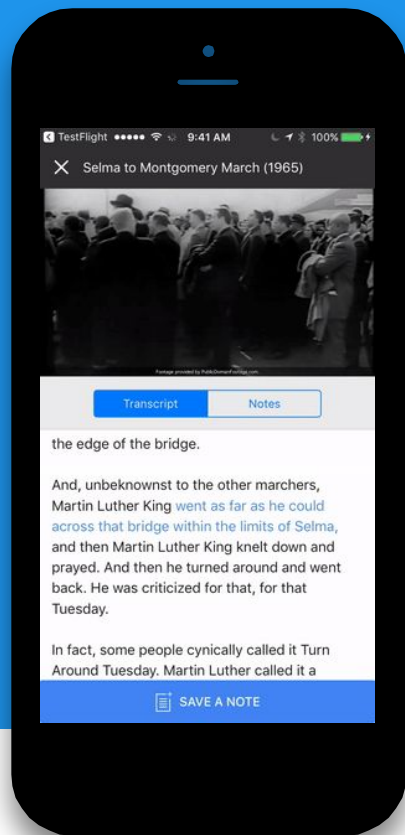 TestFlight 9:41 AM 100%
Selma to Montgomery March (1965)
Footage provided by PublicDomainFootage.com
Transcript Notes
the edge of the bridge.
And, unbeknownst to the other marchers,
Martin Luther King went as far as he could
across that bridge within the limits of Selma,
and then Martin Luther King knelt down and
prayed. And then he turned around and went
back. He was criticized for that, for that
Tuesday.
In fact, some people cynically called it Turn
Around Tuesday. Martin Luther called it a
SAVE A NOTE